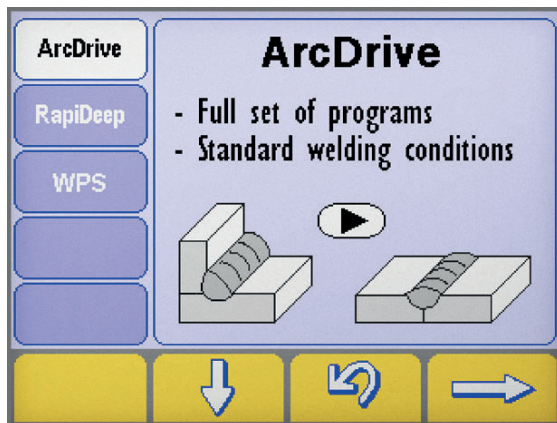 ArcDrive
RapiDeep
WPS
ArcDrive
- Full set of programs
- Standard welding conditions